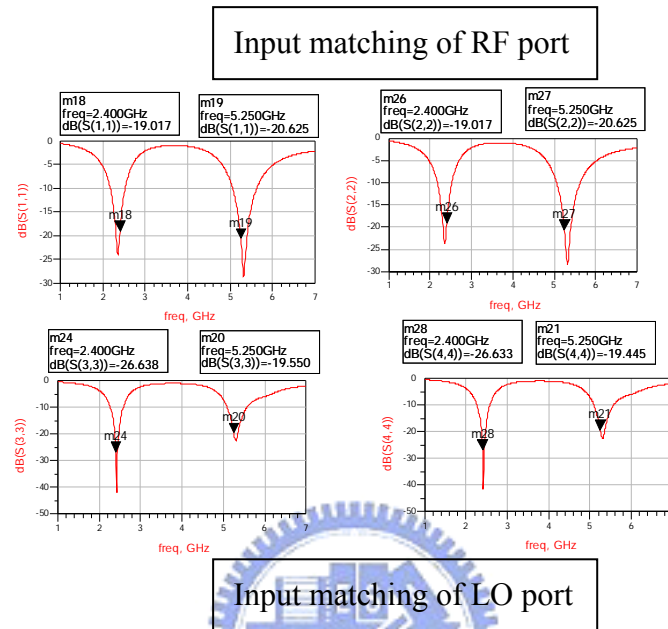 Input matching of RF port
m18
freq=2.400GHz
dB(S(1,1))=-19.017
m19
freq=5.250GHz
dB(S(1,1))=-20.625
m26
freq=2.400GHz
dB(S(2,2))=-19.017
m27
freq=5.250GHz
dB(S(2,2))=-20.625
dB(S(1,1))
0
-5
-10
-15
-20
-25
-30
m18
m19
1 2 3 4 5 6 7
freq, GHz
dB(S(2,2))
0
-5
-10
-15
-20
-25
-30
m26
m27
1 2 3 4 5 6 7
freq, GHz
m24
freq=2.400GHz
dB(S(3,3))=-26.638
m20
freq=5.250GHz
dB(S(3,3))=-19.550
m28
freq=2.400GHz
dB(S(4,4))=-26.633
m21
freq=5.250GHz
dB(S(4,4))=-19.445
dB(S(3,3))
0
-10
-20
-30
-40
-50
m24
m20
1 2 3 4 5 6 7
freq, GHz
dB(S(4,4))
0
-10
-20
-30
-40
-50
m28
m21
1 2 3 4 5 6
freq, GHz
Input matching of LO port